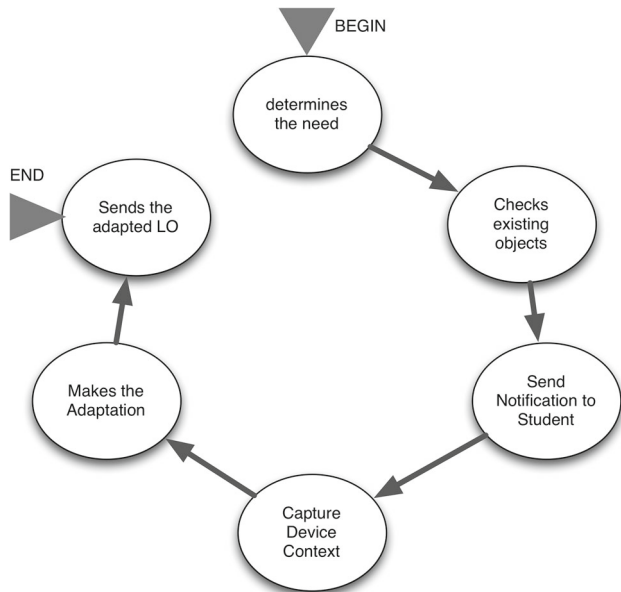 BEGIN
determines
the need
Checks
existing
objects
Send
Notification to
Student
Capture
Device
Context
Makes the
Adaptation
END
Sends the
adapted LO